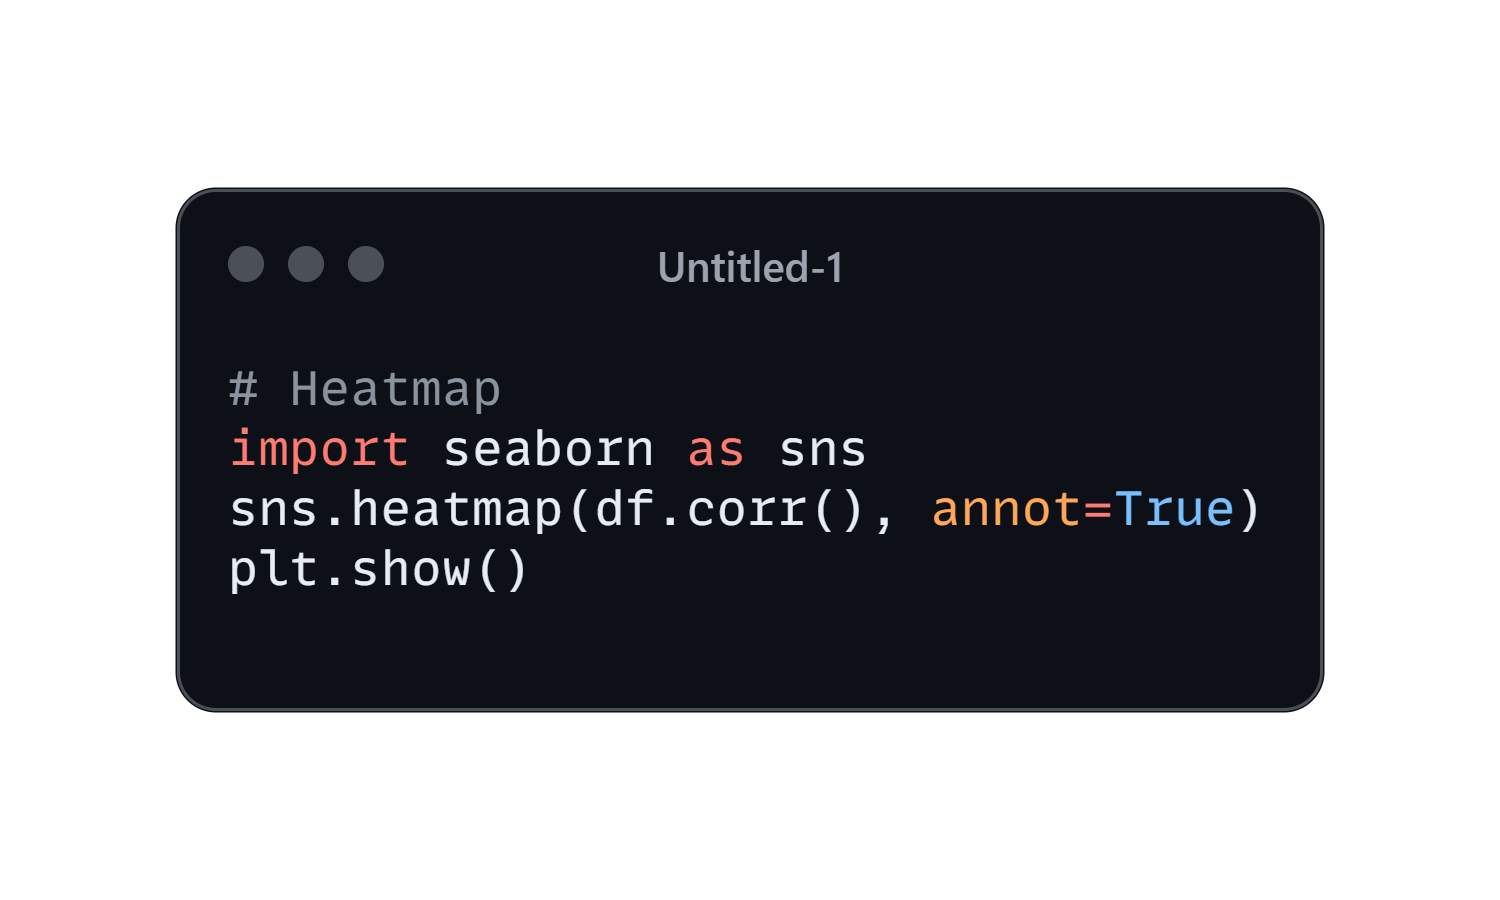 Untitled-1
# Heatmap
import seaborn as sns
sns.heatmap(df.corr(), annot=True)
plt.show()